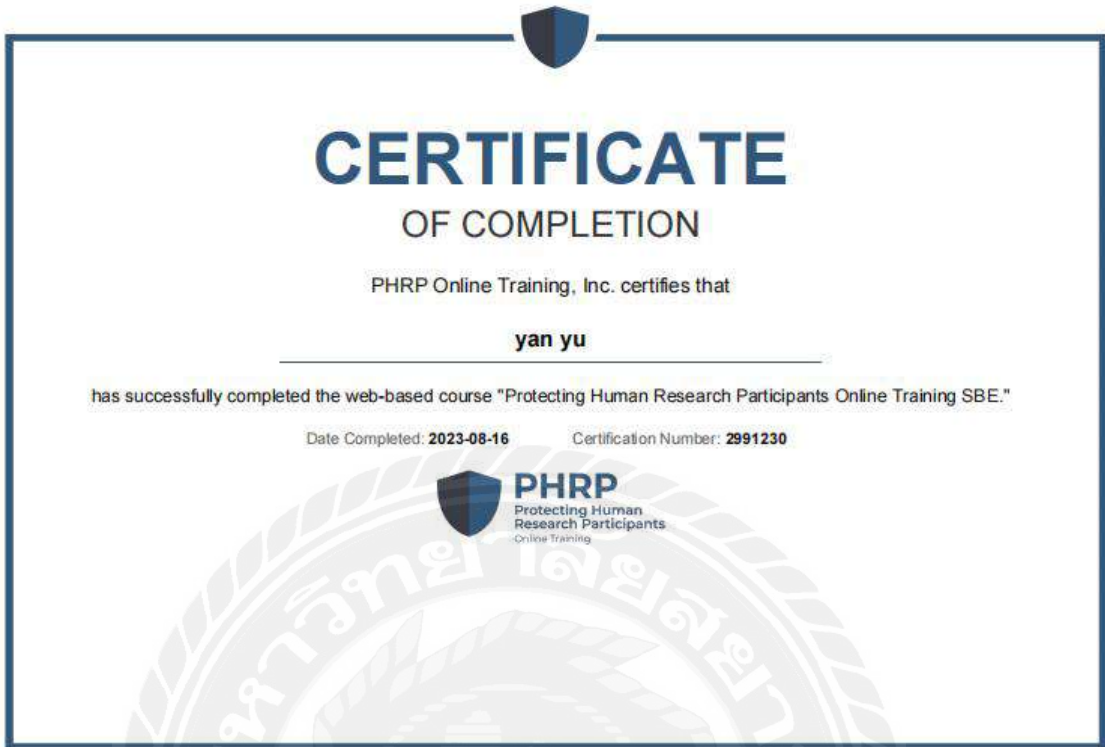 CERTIFICATE
OF COMPLETION
PHRP Online Training, Inc. certifies that
yan yu
has successfully completed the web-based course "Protecting Human Research Participants Online Training SBE."
Date Completed: 2023-08-16 Certification Number: 2991230
PHRP
Protecting Human
Research Participants
Online Training